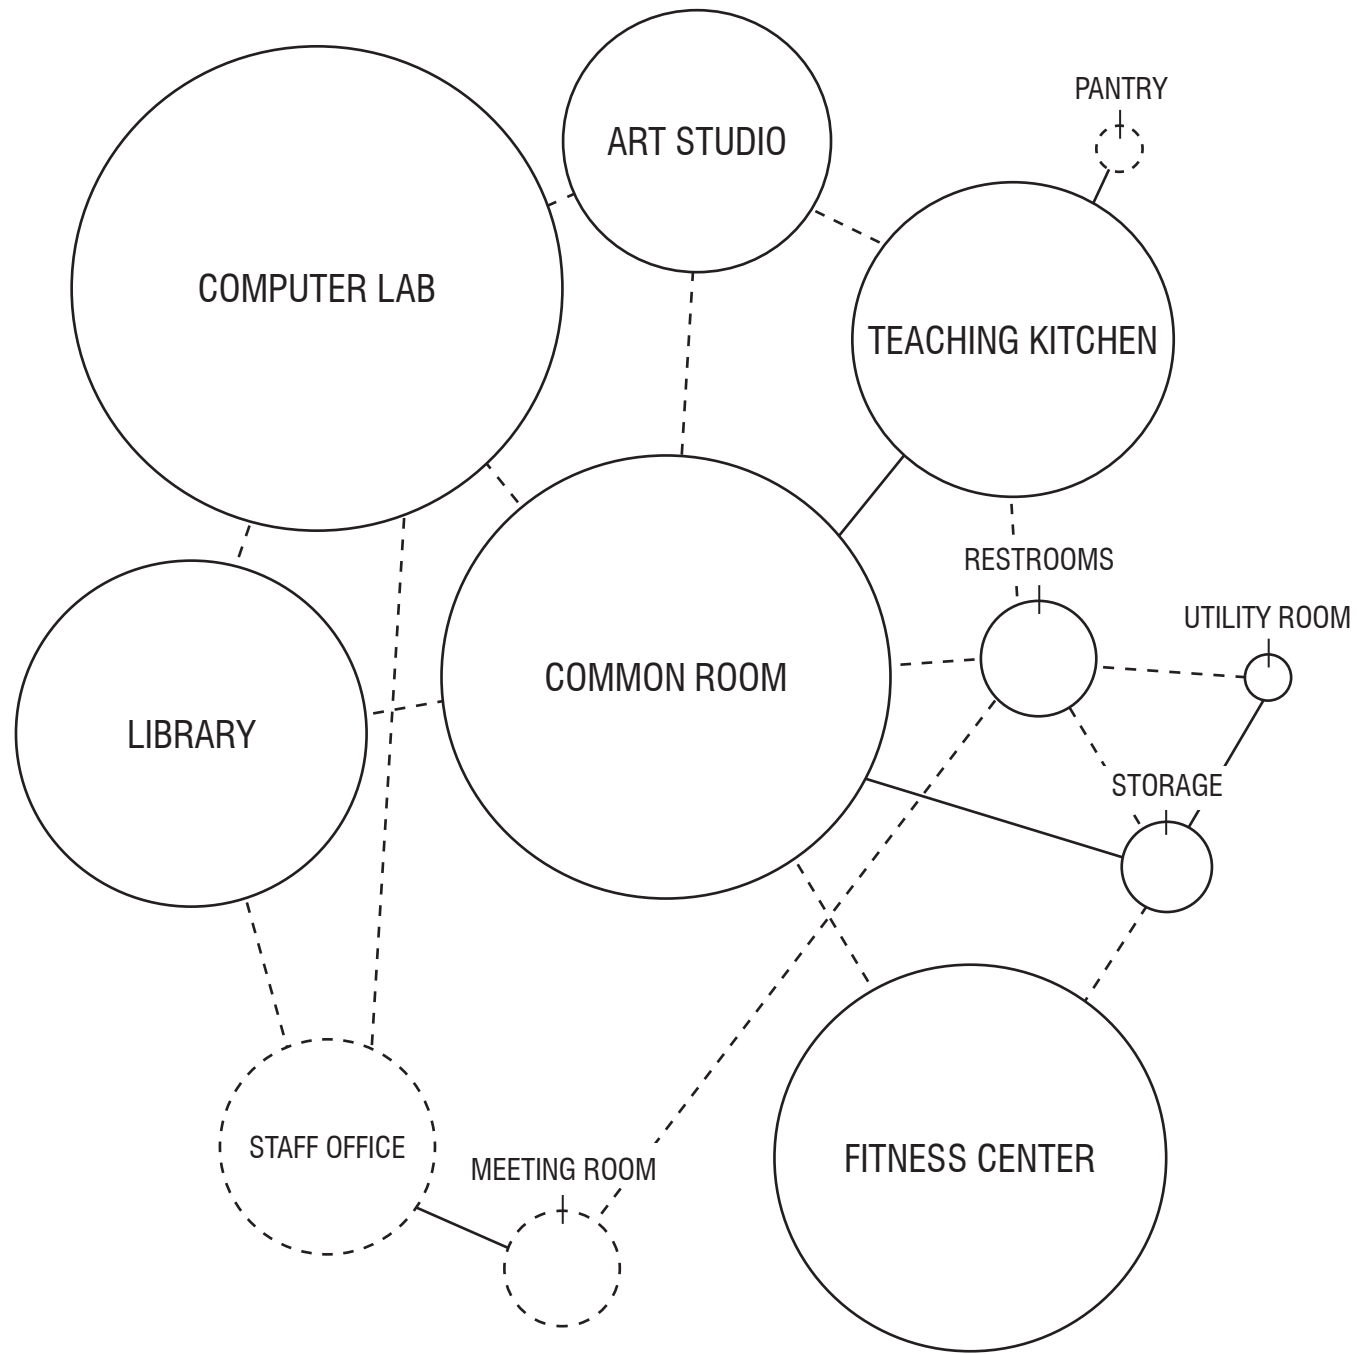 PANTRY
ART STUDIO
COMPUTER LAB
TEACHING KITCHEN
RESTROOMS
UTILITY ROOM
COMMON ROOM
LIBRARY
STORAGE
STAFF OFFICE
MEETING ROOM
FITNESS CENTER